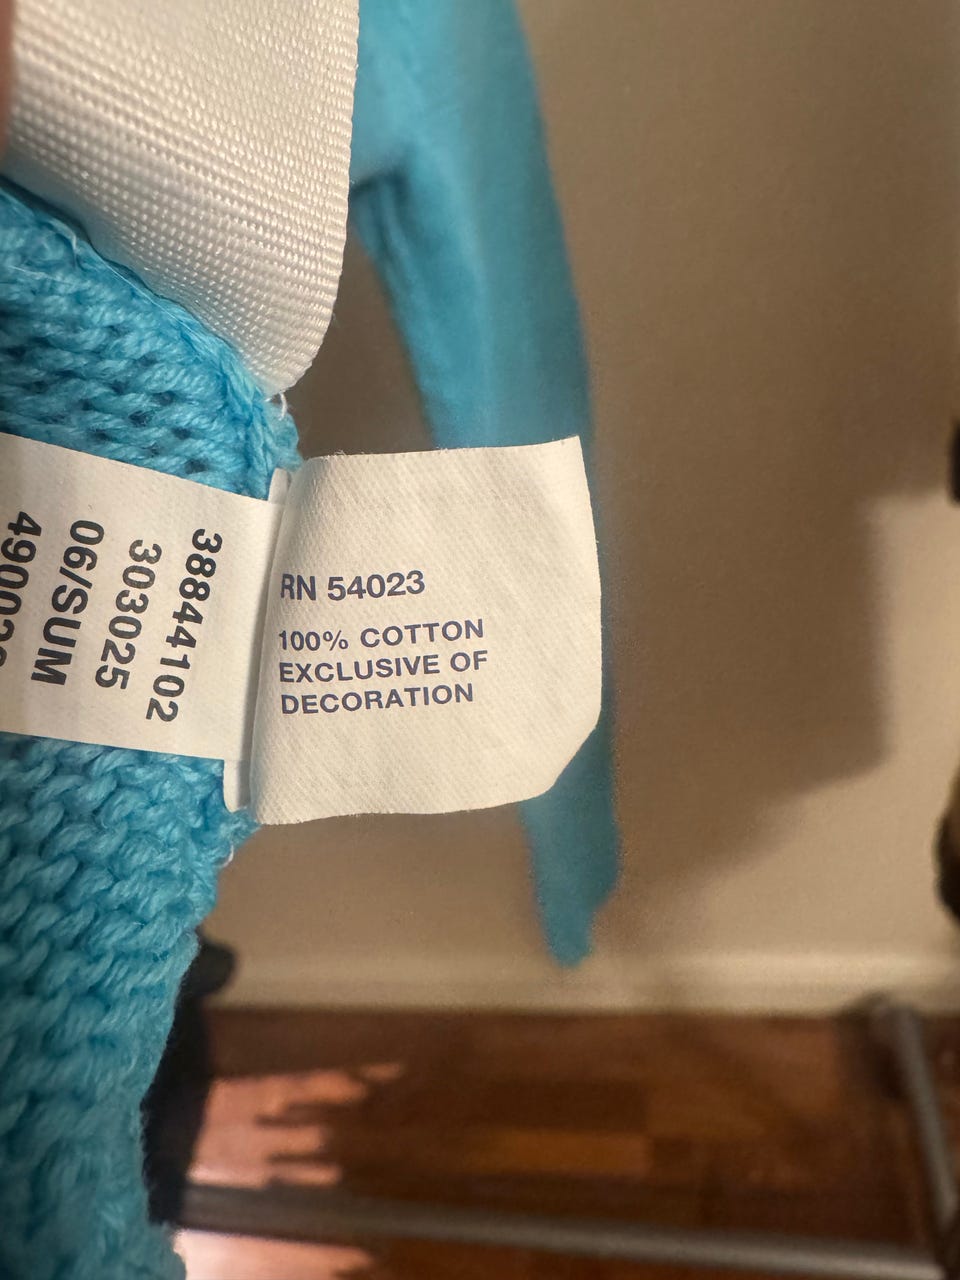 38844102
303025
06/SUM
RN 54023
100% COTTON
EXCLUSIVE OF
DECORATION